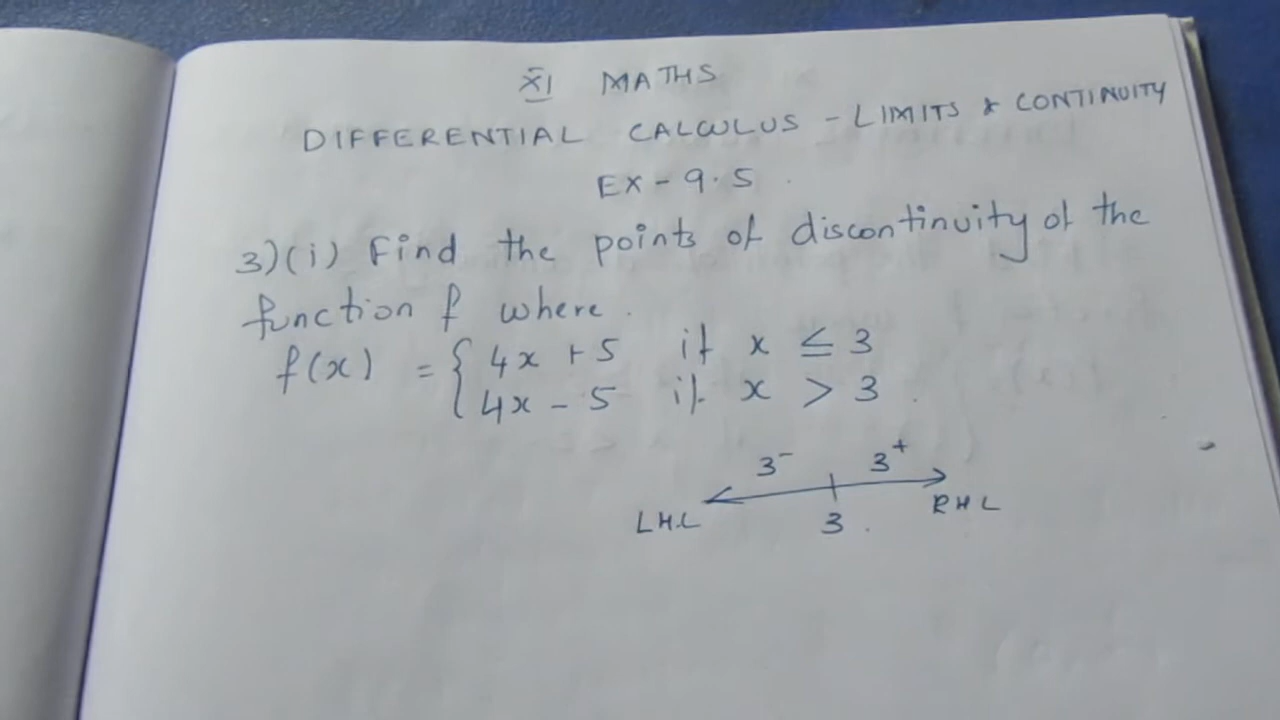 XI MATHS
DIFFERENTIAL CALCULUS - LIMITS & CONTINUITY
EX - 9.5
3)(i) Find the points of discontinuity of the
function f where.
f(x) = { 4x + 5 if x ≤ 3
4x - 5 if x > 3.
3⁻ 3⁺
LHL 3. RHL